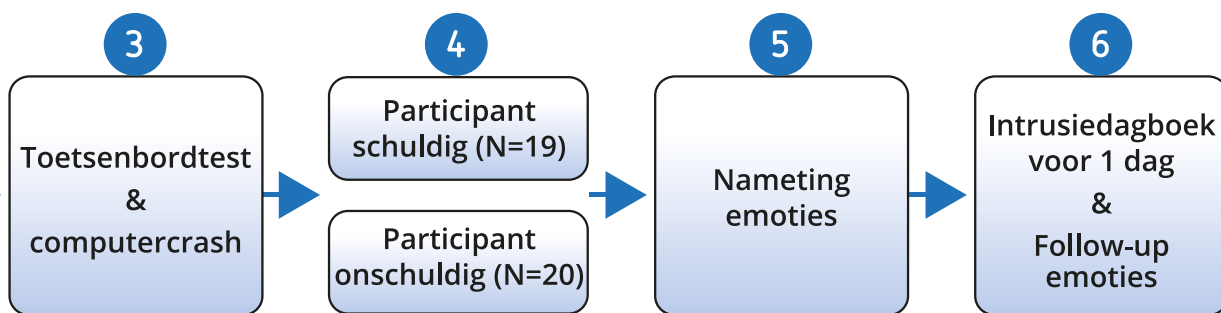 3
Toetsenbordtest
&
computercrash
4
Participant
schuldig (N=19)
Participant
onschuldig (N=20)
5
Nameting
emoties
6
Intrusiedagboek
voor 1 dag
&
Follow-up
emoties